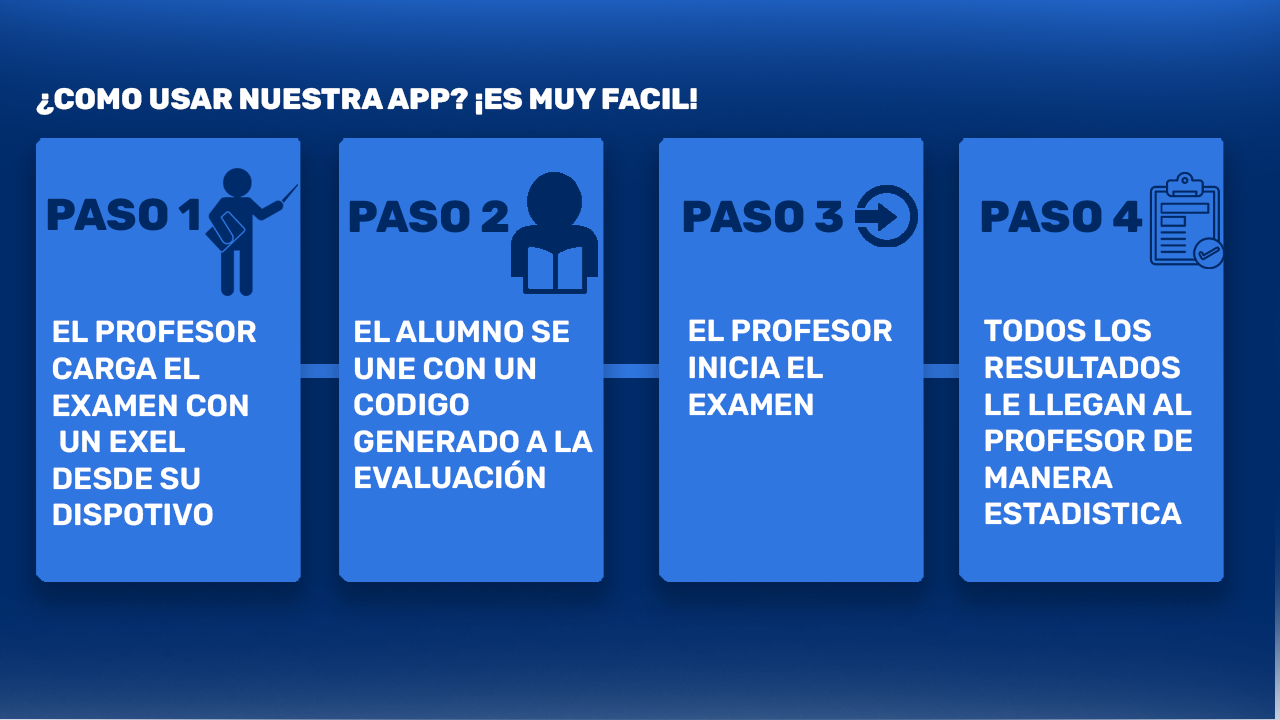 ¿COMO USAR NUESTRA APP? ¡ES MUY FACIL!
PASO 1
EL PROFESOR
CARGA EL
EXAMEN CON
UN EXEL
DESDE SU
DISPOTIVO
PASO 2
EL ALUMNO SE
UNE CON UN
CODIGO
GENERADO A LA
EVALUACIÓN
PASO 3
EL PROFESOR
INICIA EL
EXAMEN
PASO 4
TODOS LOS
RESULTADOS
LE LLEGAN AL
PROFESOR DE
MANERA
ESTADISTICA